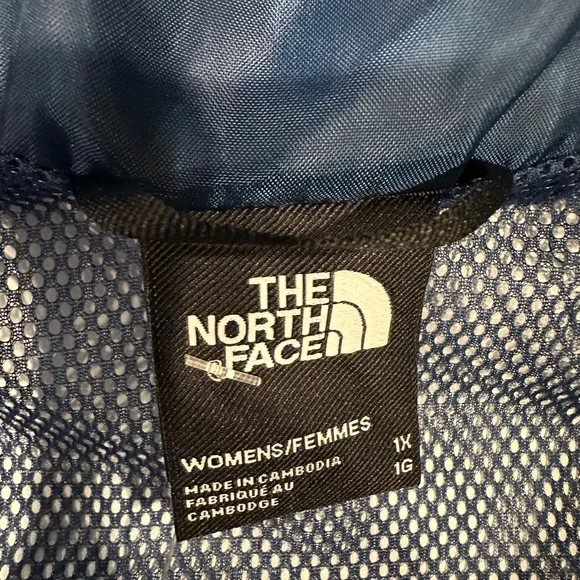 THE
NORTH
FACE
WOMENS/FEMMES 1X
MADE IN CAMBODIA 1G
FABRIQUÉ AU
CAMBODGE